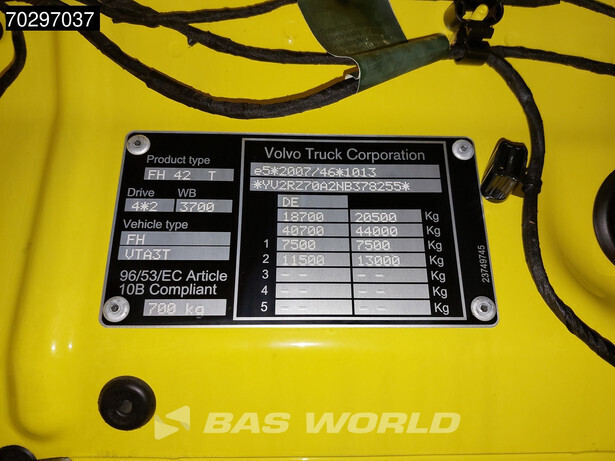 70297037
Product type
FH 42 T
Drive WB
4*2 3700
Vehicle type
FH
VTA3T
96/53/EC Article
10B Compliant
700 kg
Volvo Truck Corporation
e5*2007/46*1013
*YV2RZ70A2NB378255*
DE
18700 20500 Kg
40700 44000 Kg
1 7500 7500 Kg
2 11500 13000 Kg
3 -- -- Kg
4 -- -- Kg
5 -- -- Kg
23749745
BAS WORLD